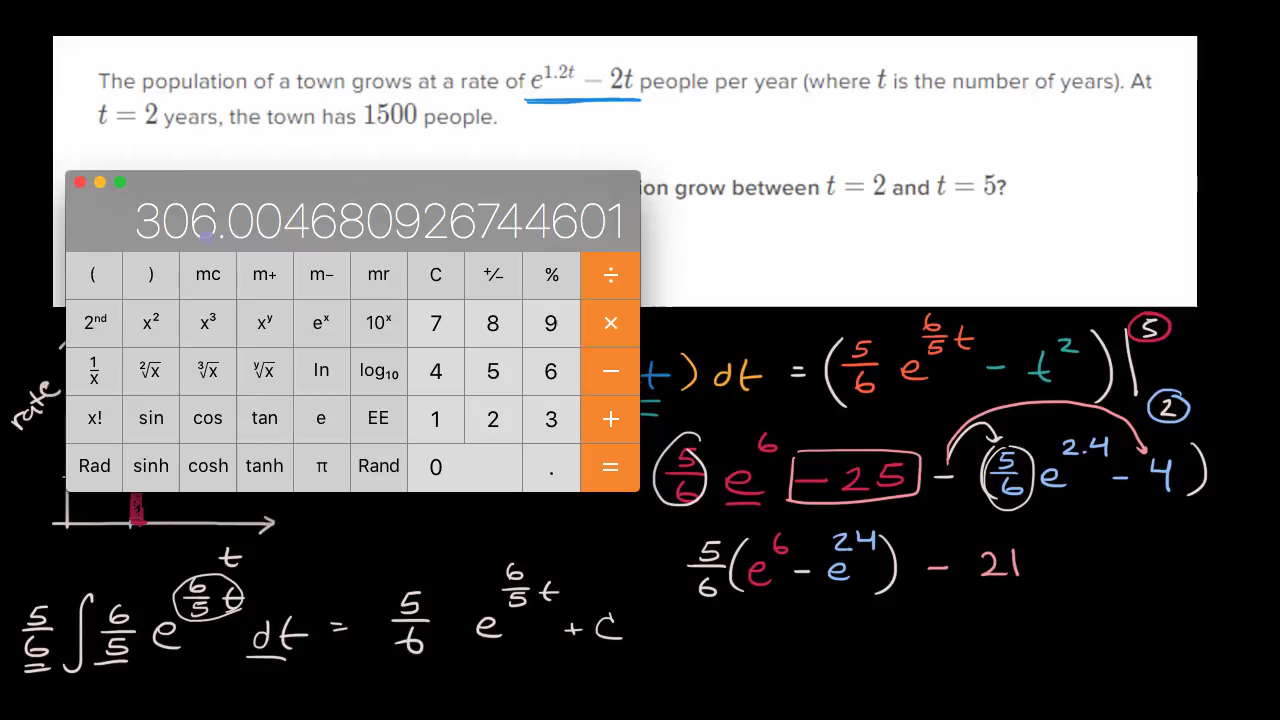 The population of a town grows at a rate of e^1.2t − 2t people per year (where t is the number of years). At
t = 2 years, the town has 1500 people.
ion grow between t = 2 and t = 5?
306.0046809267446​01
( ) mc m+ m− mr C +/− % ÷
2nd x² x³ xʸ eˣ 10ˣ 7 8 9 ×
1/x ²√x ³√x ʸ√x ln log₁₀ 4 5 6 −
x! sin cos tan e EE 1 2 3 +
Rad sinh cosh tanh π Rand 0 . =
rate
t
t ) dt = (5/6 e^(6/5 t) − t²) | 5 2
5/6 e^6 − 25 − (5/6 e^2.4 − 4)
5/6 (e^6 − e^24) − 21
5/6 ∫ 6/5 e^(6/5 t) dt = 5/6 e^(6/5 t) + C